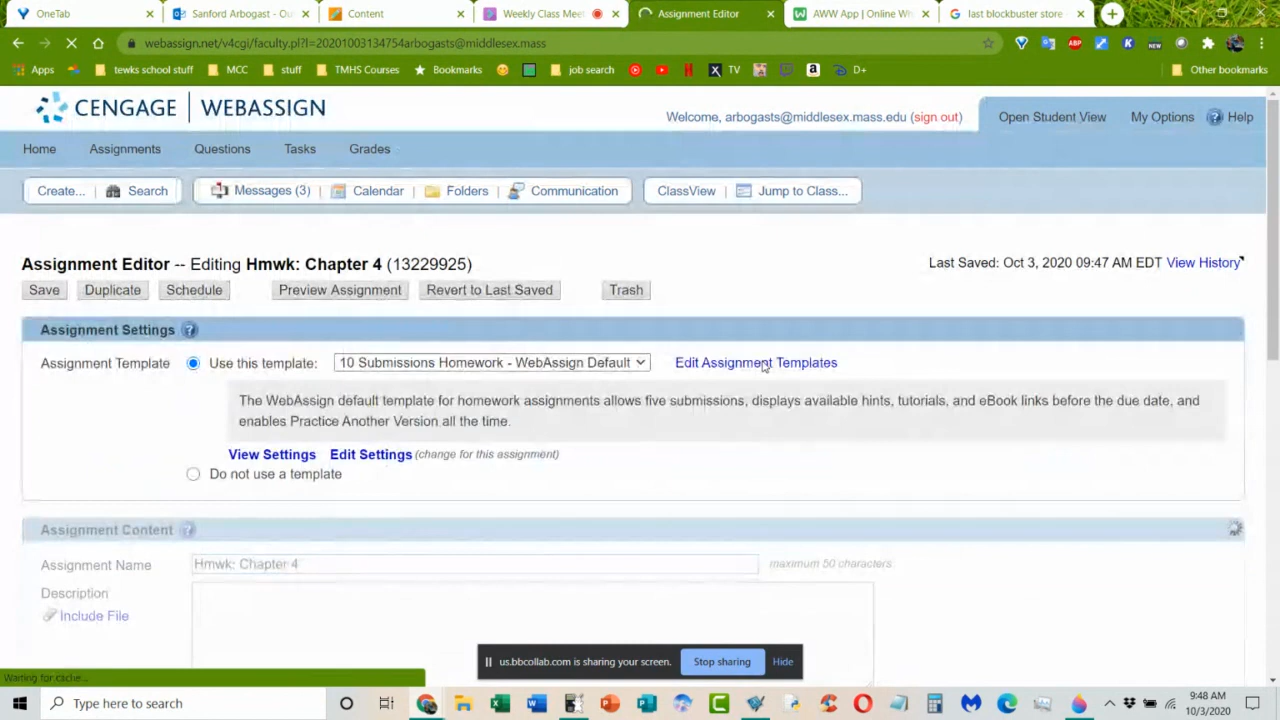 OneTab
Sanford Arbogast - Ou
Content
Weekly Class Mee
Assignment Editor
AWW App | Online Wh
last blockbuster store -
webassign.net/v4cgi/faculty.pl?l=20201003134754arbogasts@middlesex.mass
Apps
tewks school stuff
MCC
stuff
TMHS Courses
Bookmarks
job search
TV
D+
Other bookmarks
CENGAGE | WEBASSIGN
Welcome, arbogasts@middlesex.mass.edu (sign out)
Open Student View
My Options
Help
Home
Assignments
Questions
Tasks
Grades
Create... | Search
Messages (3) | Calendar | Folders | Communication
ClassView | Jump to Class...
Assignment Editor -- Editing Hmwk: Chapter 4 (13229925)
Last Saved: Oct 3, 2020 09:47 AM EDT View History
Save
Duplicate
Schedule
Preview Assignment
Revert to Last Saved
Trash
Assignment Settings ?
Assignment Template
Use this template:
10 Submissions Homework - WebAssign Default
Edit Assignment Templates
The WebAssign default template for homework assignments allows five submissions, displays available hints, tutorials, and eBook links before the due date, and
enables Practice Another Version all the time.
View Settings Edit Settings (change for this assignment)
Do not use a template
Assignment Content ?
Assignment Name
Hmwk: Chapter 4
maximum 50 characters
Description
Include File
us.bbcollab.com is sharing your screen.
Stop sharing
Hide
Waiting for cliche...
Type here to search
9:48 AM
10/3/2020